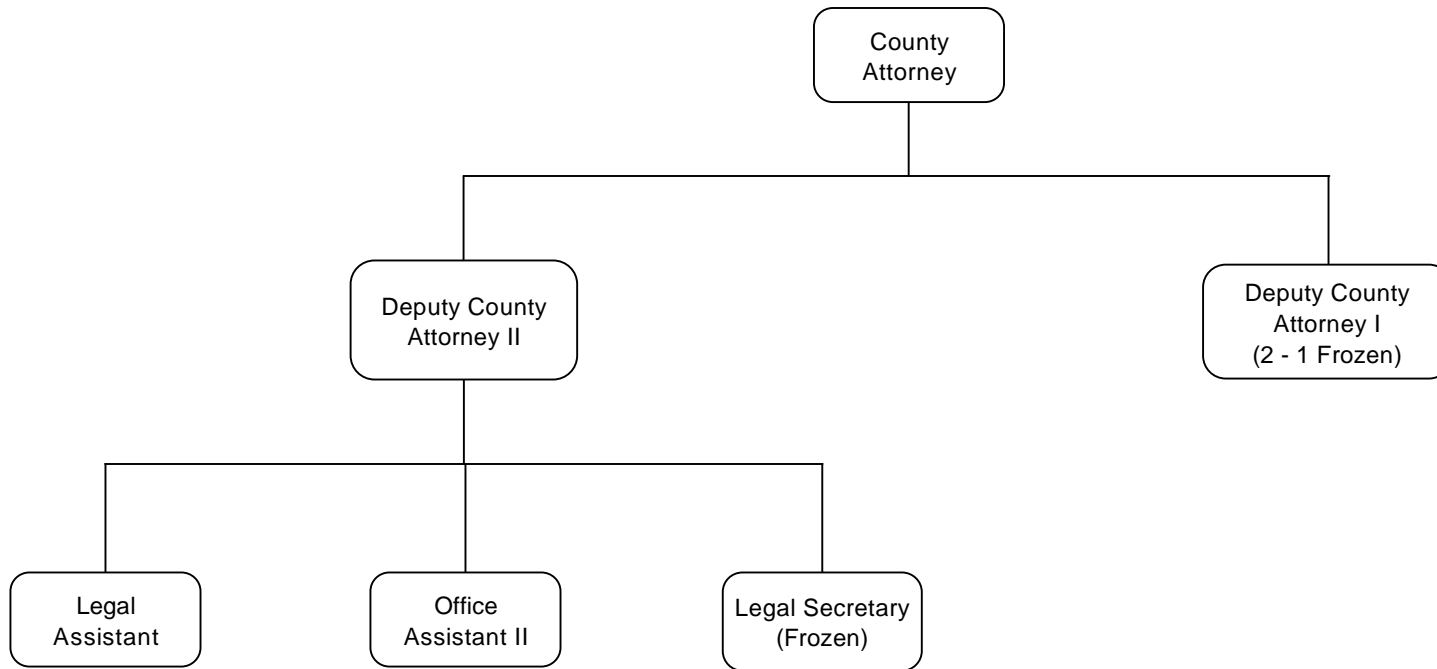 County
Attorney
Deputy County
Attorney II
Deputy County
Attorney I
(2 - 1 Frozen)
Legal
Assistant
Office
Assistant II
Legal Secretary
(Frozen)